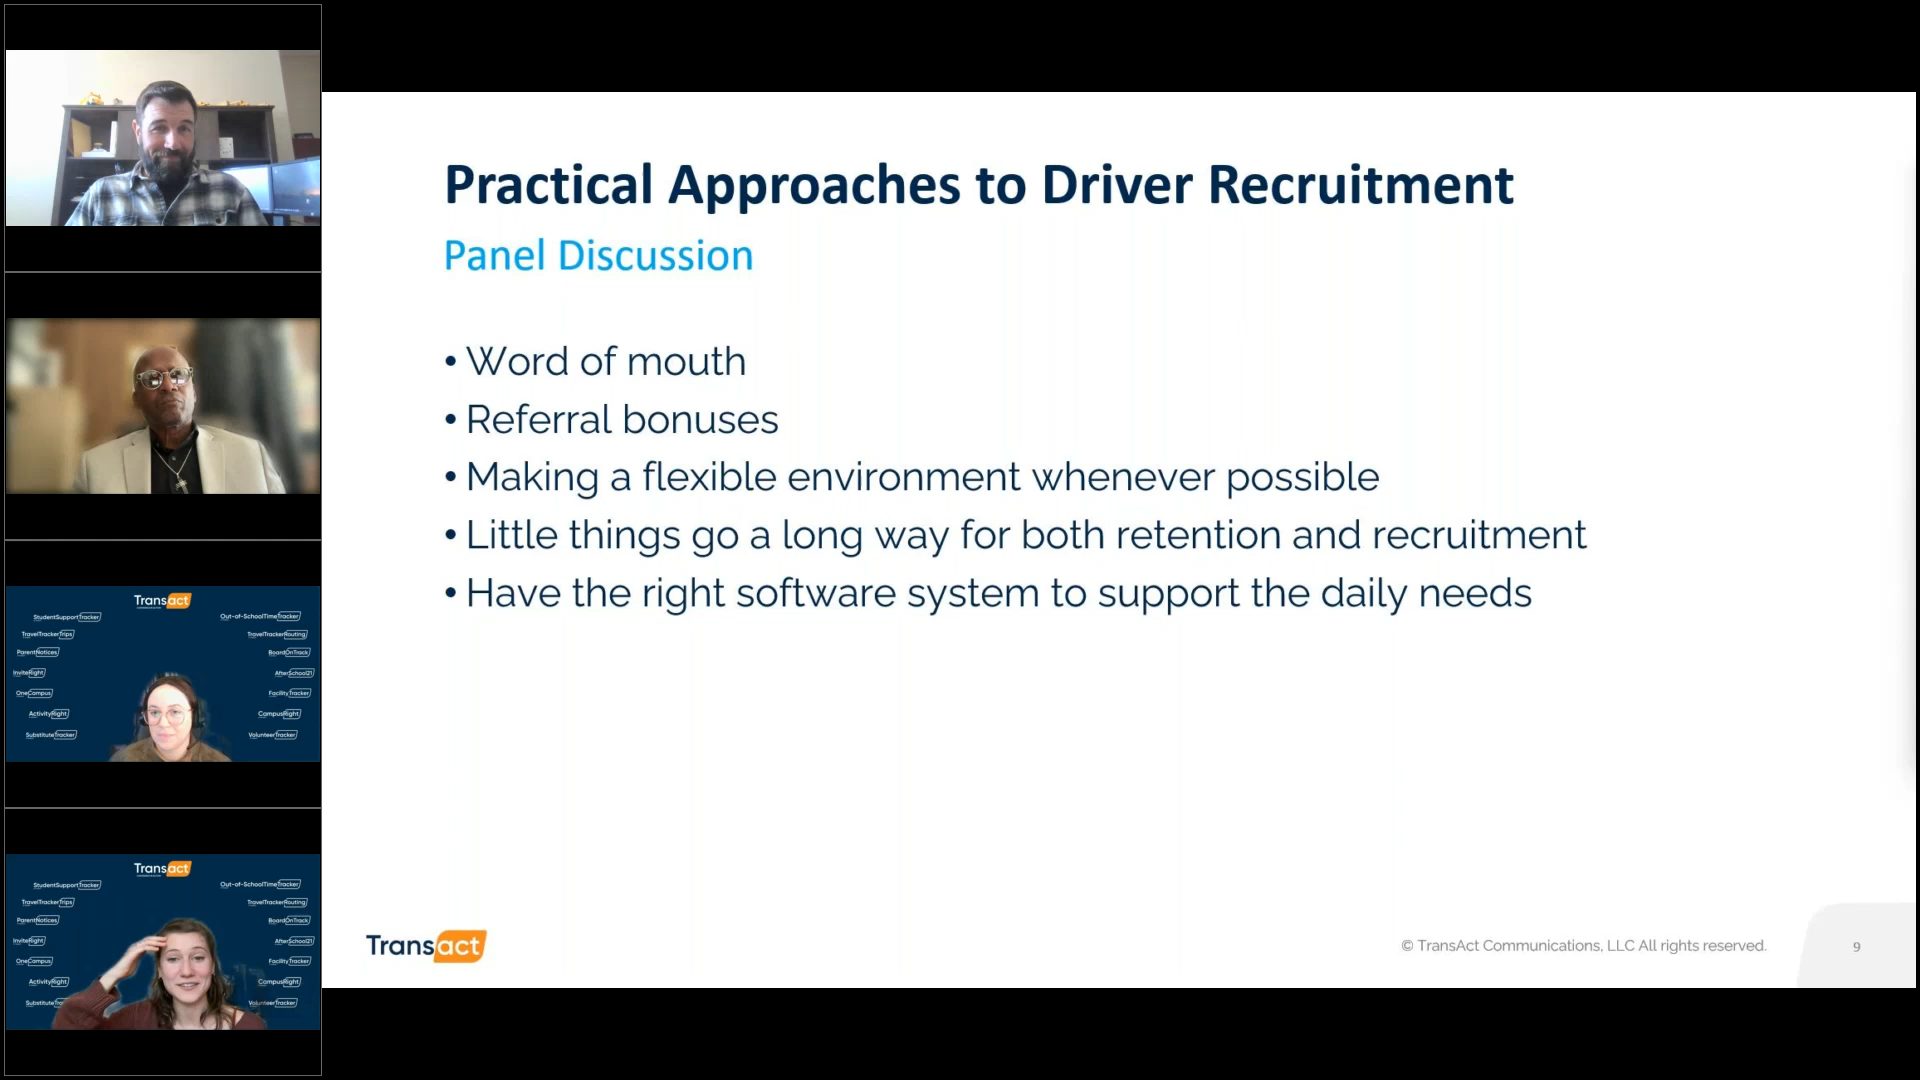 Practical Approaches to Driver Recruitment
Panel Discussion
• Word of mouth
• Referral bonuses
• Making a flexible environment whenever possible
• Little things go a long way for both retention and recruitment
• Have the right software system to support the daily needs
Transact
© TransAct Communications, LLC All rights reserved.
9
Transact
StudentSupportTracker
Out-of-SchoolTimeTracker
TravelTrackerTrips
TravelTrackerRouting
ParentNotices
BoardOnTrack
InviteRight
AfterSchool21
OneCampus
FacilityTracker
ActivityRight
CampusRight
SubstituteTracker
VolunteerTracker
Transact
StudentSupportTracker
Out-of-SchoolTimeTracker
TravelTrackerTrips
TravelTrackerRouting
ParentNotices
BoardOnTrack
InviteRight
AfterSchool21
OneCampus
FacilityTracker
ActivityRight
CampusRight
SubstituteTra
VolunteerTracker